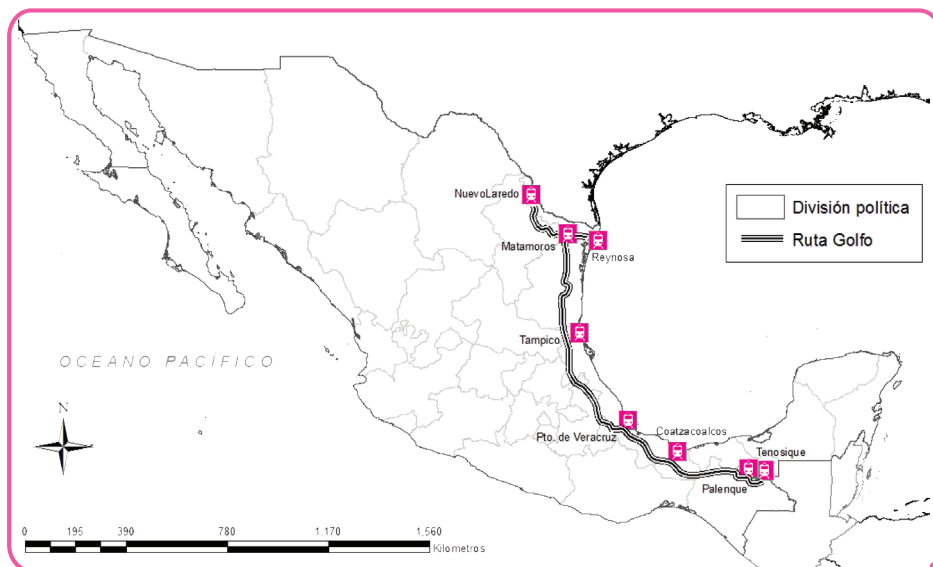 NuevoLaredo
Matamoros
Reynosa
División política
Ruta Golfo
Tampico
OCEANO PACÍFICO
N
Pto. de Veracruz
Coatzacoalcos
Tenosique
Palenque
0 195 390 780 1,170 1,560
Kilometros